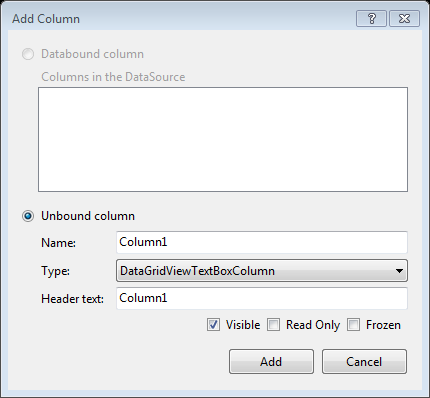 Add Column
?
Databound column
Columns in the DataSource
Unbound column
Name: Column1
Type: DataGridViewTextBoxColumn
Header text: Column1
Visible Read Only Frozen
Add Cancel